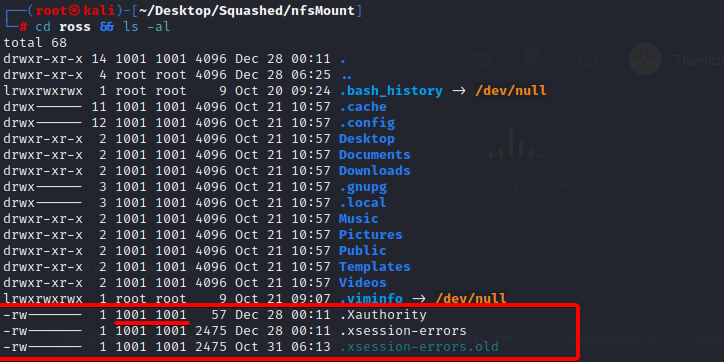 ┌──(root㉿kali)-[~/Desktop/Squashed/nfsMount]
└─# cd ross && ls -al
total 68
drwxr-xr-x 14 1001 1001 4096 Dec 28 00:11 .
drwxr-xr-x  4 root root 4096 Dec 28 06:25 ..
lrwxrwxrwx  1 root root    9 Oct 20 09:24 .bash_history -> /dev/null
drwx------ 11 1001 1001 4096 Oct 21 10:57 .cache
drwx------ 12 1001 1001 4096 Oct 21 10:57 .config
drwxr-xr-x  2 1001 1001 4096 Oct 21 10:57 Desktop
drwxr-xr-x  2 1001 1001 4096 Oct 21 10:57 Documents
drwxr-xr-x  2 1001 1001 4096 Oct 21 10:57 Downloads
drwx------  3 1001 1001 4096 Oct 21 10:57 .gnupg
drwx------  3 1001 1001 4096 Oct 21 10:57 .local
drwxr-xr-x  2 1001 1001 4096 Oct 21 10:57 Music
drwxr-xr-x  2 1001 1001 4096 Oct 21 10:57 Pictures
drwxr-xr-x  2 1001 1001 4096 Oct 21 10:57 Public
drwxr-xr-x  2 1001 1001 4096 Oct 21 10:57 Templates
drwxr-xr-x  2 1001 1001 4096 Oct 21 10:57 Videos
lrwxrwxrwx  1 root root    9 Oct 21 09:07 .viminfo -> /dev/null
-rw-------  1 1001 1001   57 Dec 28 00:11 .Xauthority
-rw-------  1 1001 1001 2475 Dec 28 00:11 .xsession-errors
-rw-------  1 1001 1001 2475 Oct 31 06:13 .xsession-errors.old
Thamizh
USER RATING